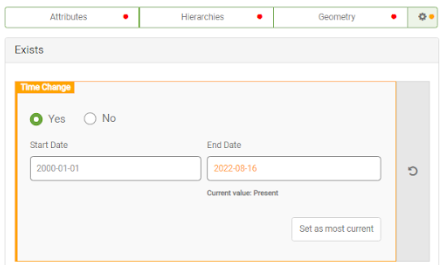 Attributes Hierarchies Geometry
Exists
Time Change
Yes No
Start Date End Date
2000-01-01 2022-08-16
Current value: Present
Set as most current